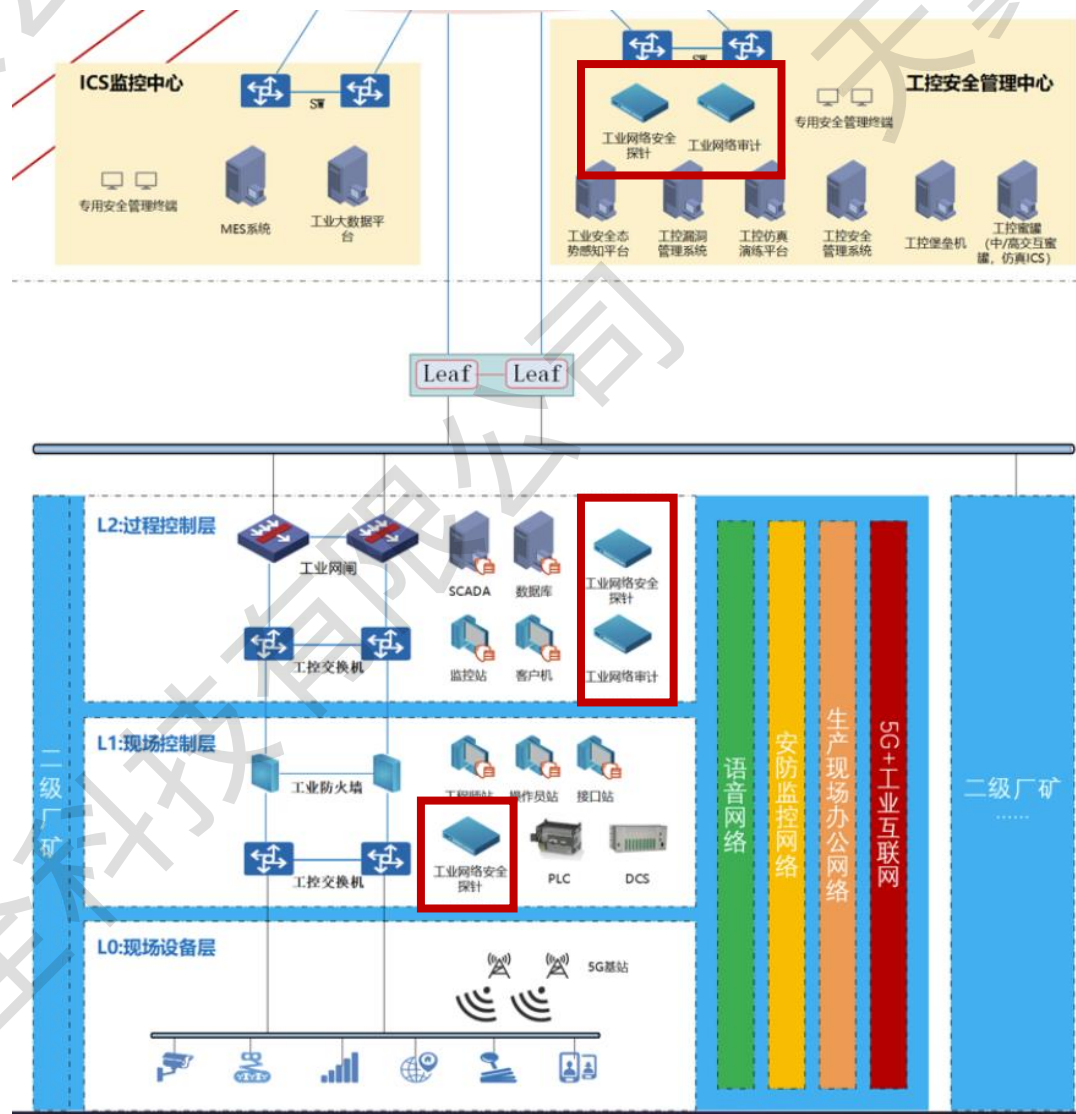 ICS监控中心
SW
专用安全管理终端
MES系统
工业大数据平
台
SW
工控安全管理中心
工业网络安全
探针
工业网络审计
专用安全管理终端
工业安全态
势感知平台
工控漏洞
管理系统
工控仿真
演练平台
工控安全
管理系统
工控堡垒机
工控蜜罐
(中/高交互蜜
罐，仿真ICS)
Leaf
Leaf
二级厂矿
L2:过程控制层
工业网闸
SCADA
数据库
工业网络安全
探针
工控交换机
监控站
客户机
工业网络审计
L1:现场控制层
工业防火墙
工程师站
操作员站
接口站
工控交换机
工业网络安全
探针
PLC
DCS
L0:现场设备层
5G基站
语音网络
安防监控网络
生产现场办公网络
5G+工业互联网
二级厂矿
……
全科技有限公司